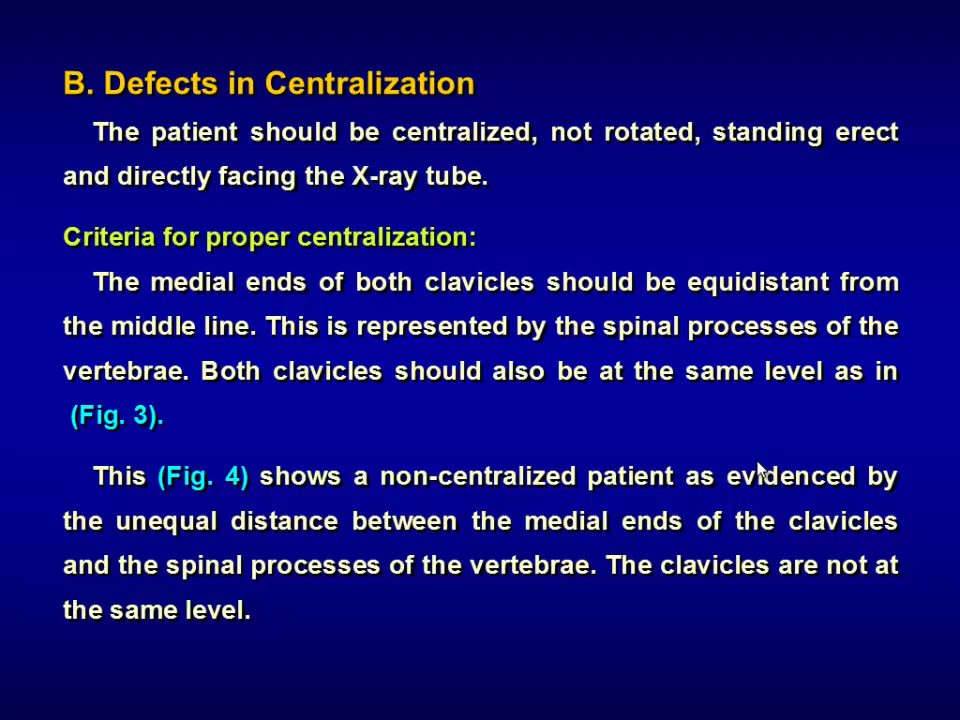 B. Defects in Centralization
The patient should be centralized, not rotated, standing erect
and directly facing the X-ray tube.
Criteria for proper centralization:
The medial ends of both clavicles should be equidistant from
the middle line. This is represented by the spinal processes of the
vertebrae. Both clavicles should also be at the same level as in
(Fig. 3).
This (Fig. 4) shows a non-centralized patient as evidenced by
the unequal distance between the medial ends of the clavicles
and the spinal processes of the vertebrae. The clavicles are not at
the same level.